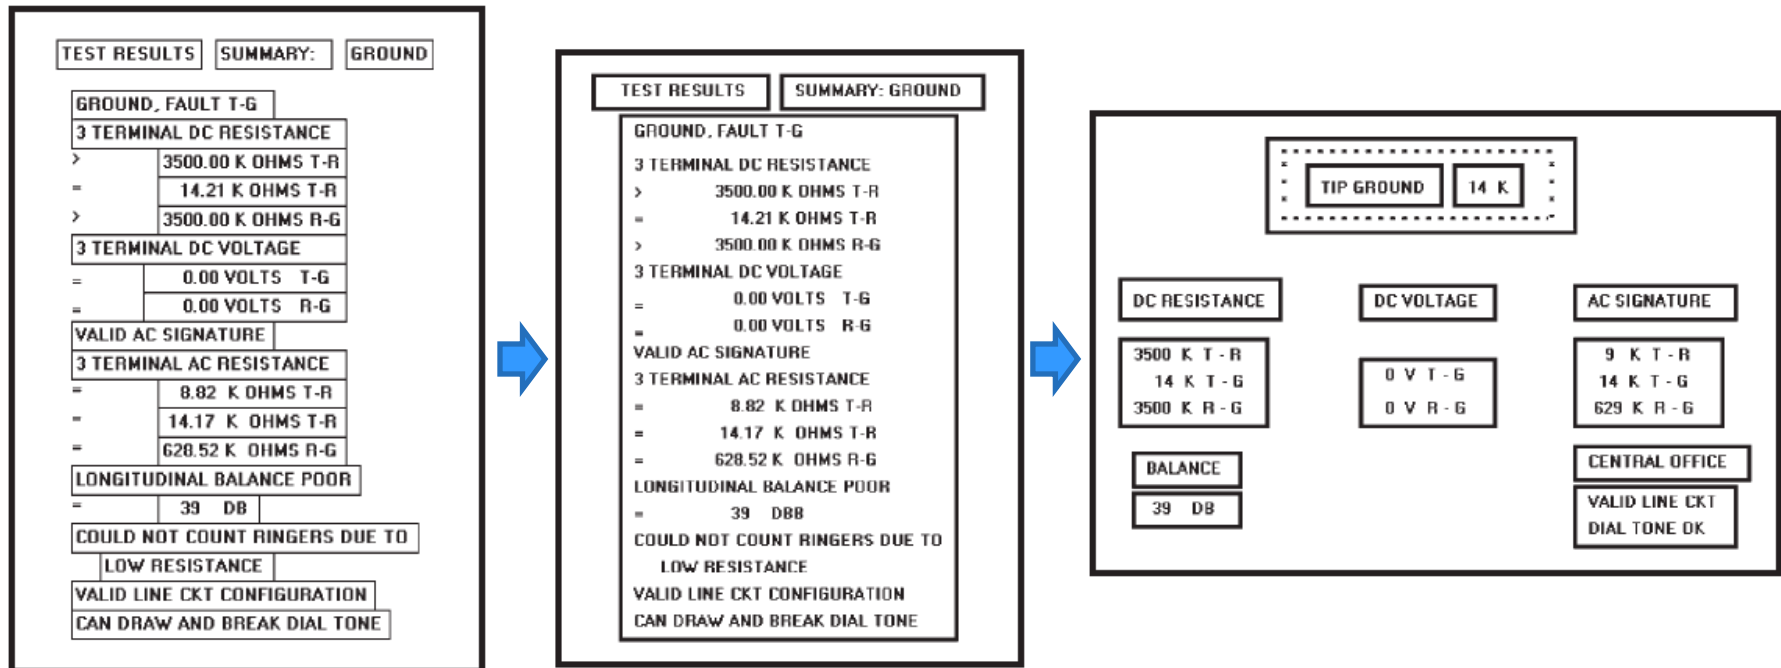 TEST RESULTS SUMMARY: GROUND
GROUND, FAULT T-G
3 TERMINAL DC RESISTANCE
> 3500.00 K OHMS T-R
= 14.21 K OHMS T-R
> 3500.00 K OHMS R-G
3 TERMINAL DC VOLTAGE
= 0.00 VOLTS T-G
= 0.00 VOLTS R-G
VALID AC SIGNATURE
3 TERMINAL AC RESISTANCE
= 8.82 K OHMS T-R
= 14.17 K OHMS T-R
= 628.52 K OHMS R-G
LONGITUDINAL BALANCE POOR
= 39 DB
COULD NOT COUNT RINGERS DUE TO
LOW RESISTANCE
VALID LINE CKT CONFIGURATION
CAN DRAW AND BREAK DIAL TONE
TEST RESULTS SUMMARY: GROUND
GROUND, FAULT T-G
3 TERMINAL DC RESISTANCE
> 3500.00 K OHMS T-R
= 14.21 K OHMS T-R
> 3500.00 K OHMS R-G
3 TERMINAL DC VOLTAGE
= 0.00 VOLTS T-G
= 0.00 VOLTS R-G
VALID AC SIGNATURE
3 TERMINAL AC RESISTANCE
= 8.82 K OHMS T-R
= 14.17 K OHMS T-R
= 628.52 K OHMS R-G
LONGITUDINAL BALANCE POOR
= 39 DBB
COULD NOT COUNT RINGERS DUE TO
LOW RESISTANCE
VALID LINE CKT CONFIGURATION
CAN DRAW AND BREAK DIAL TONE
TIP GROUND 14 K
DC RESISTANCE
3500 K T - R
14 K T - G
3500 K R - G
DC VOLTAGE
0 V T - G
0 V R - G
AC SIGNATURE
9 K T - R
14 K T - G
629 K R - G
BALANCE
39 DB
CENTRAL OFFICE
VALID LINE CKT
DIAL TONE OK